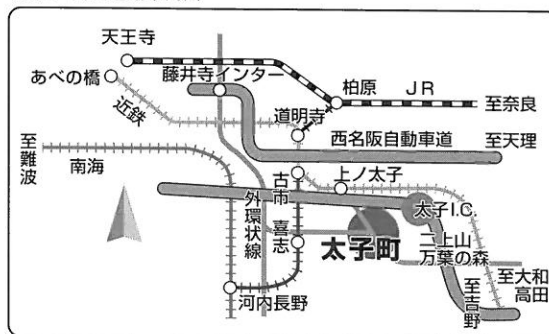 天王寺
あべの橋
近鉄
藤井寺インター
柏原
JR
至奈良
道明寺
西名阪自動車道
至天理
至難波
南海
上ノ太子
古市
喜志
外環状線
太子町
太子I.C.
二上山
万葉の森
至大和
高田
至吉野
河内長野